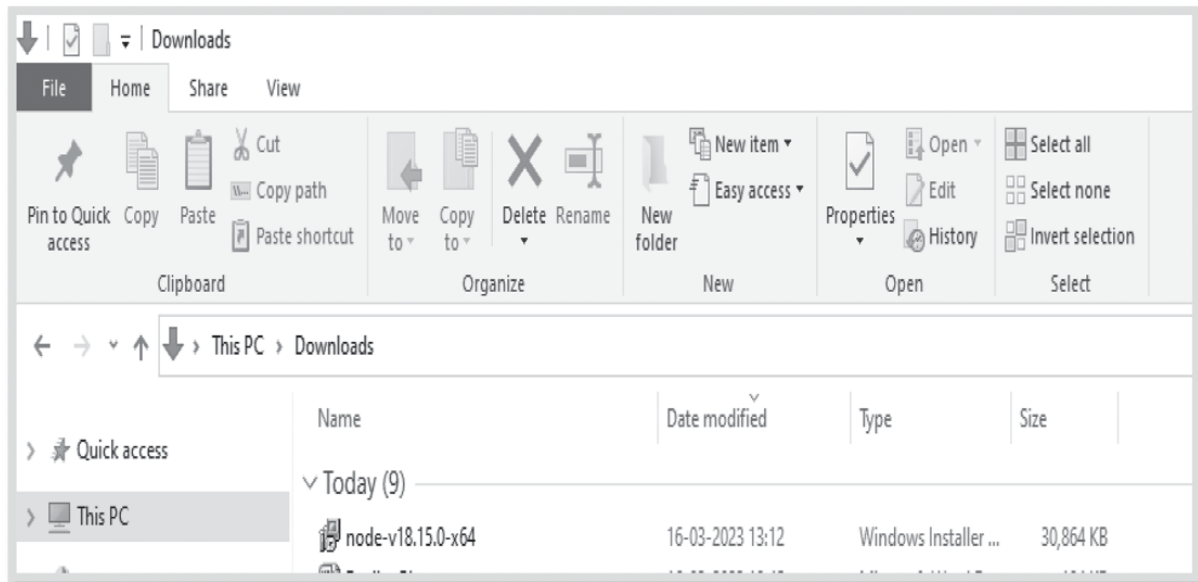 Downloads
File Home Share View
Pin to Quick access
Copy
Paste
Cut
Copy path
Paste shortcut
Clipboard
Move to
Copy to
Delete
Rename
Organize
New folder
New item
Easy access
New
Properties
Open
Edit
History
Open
Select all
Select none
Invert selection
Select
This PC > Downloads
Name Date modified Type Size
Quick access
This PC
Today (9)
node-v18.15.0-x64 16-03-2023 13:12 Windows Installer ... 30,864 KB